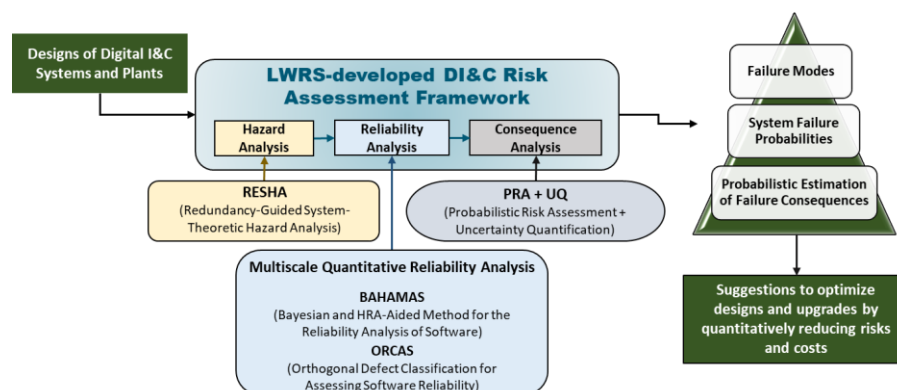 Designs of Digital I&C
Systems and Plants
LWRS-developed DI&C Risk
Assessment Framework
Hazard
Analysis
Reliability
Analysis
Consequence
Analysis
RESHA
(Redundancy-Guided System-
Theoretic Hazard Analysis)
PRA + UQ
(Probabilistic Risk Assessment +
Uncertainty Quantification)
Multiscale Quantitative Reliability Analysis
BAHAMAS
(Bayesian and HRA-Aided Method for the
Reliability Analysis of Software)
ORCAS
(Orthogonal Defect Classification for
Assessing Software Reliability)
Failure Modes
System Failure
Probabilities
Probabilistic Estimation
of Failure Consequences
Suggestions to optimize
designs and upgrades by
quantitatively reducing risks
and costs